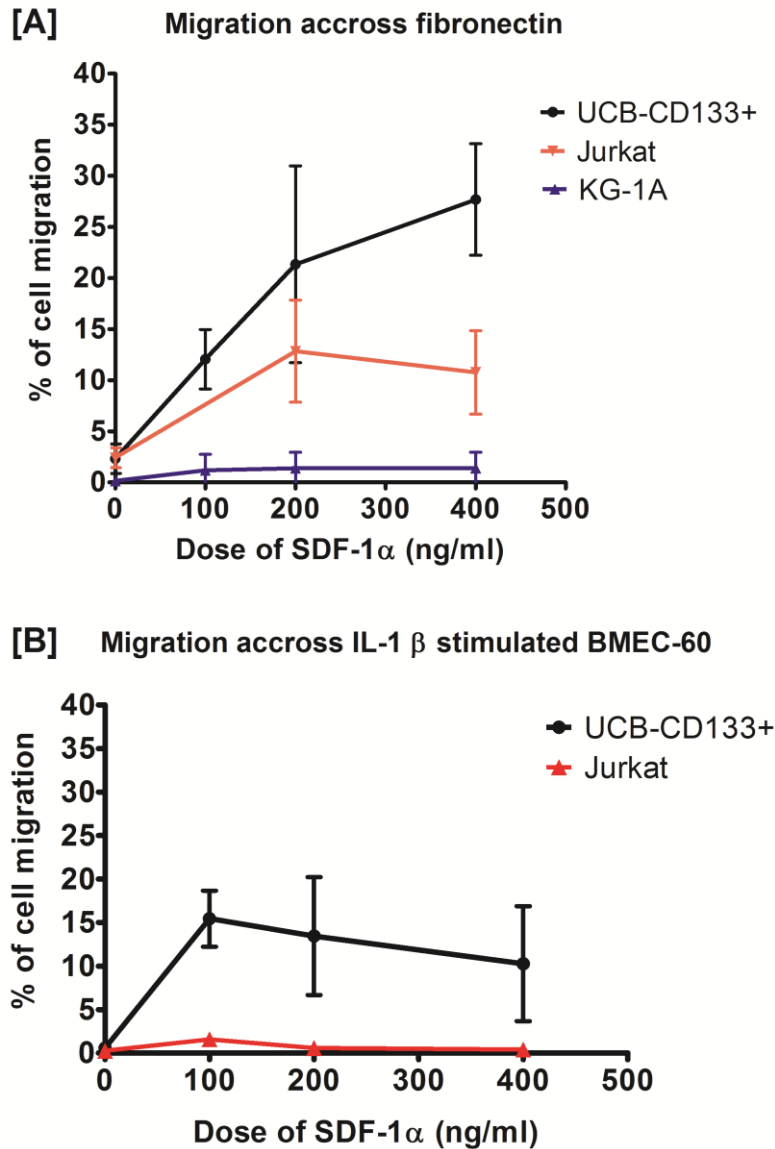 [A] Migration accross fibronectin
40
35
30
25
20
15
10
5
0
% of cell migration
UCB-CD133+
Jurkat
KG-1A
0 100 200 300 400 500
Dose of SDF-1α (ng/ml)
[B] Migration accross IL-1 β stimulated BMEC-60
40
35
30
25
20
15
10
5
0
% of cell migration
UCB-CD133+
Jurkat
0 100 200 300 400 500
Dose of SDF-1α (ng/ml)